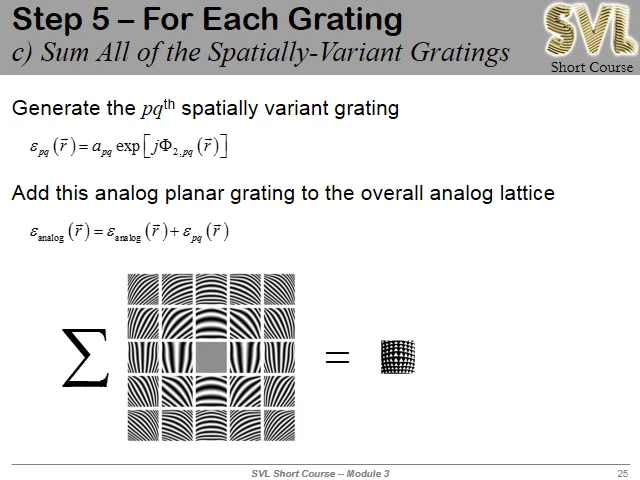 Step 5 – For Each Grating
c) Sum All of the Spatially-Variant Gratings
SVL
Short Course
Generate the pqth spatially variant grating
ε_pq(r⃗) = a_pq exp[jΦ_2,pq(r⃗)]
Add this analog planar grating to the overall analog lattice
ε_analog(r⃗) = ε_analog(r⃗) + ε_pq(r⃗)
∑ =
SVL Short Course -- Module 3
25